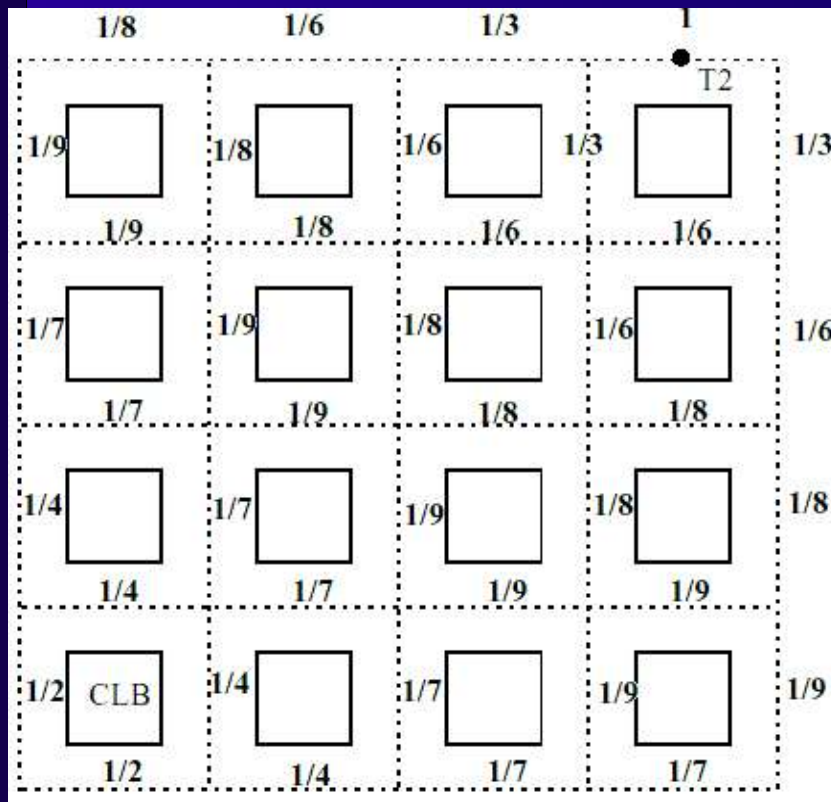 1/8 1/6 1/3 1
T2
1/9 1/8 1/6 1/3 1/3
1/9 1/8 1/6 1/6
1/7 1/9 1/8 1/6 1/6
1/7 1/9 1/8 1/8
1/4 1/7 1/9 1/8 1/8
1/4 1/7 1/9 1/9
1/2 CLB 1/4 1/7 1/9 1/9
1/2 1/4 1/7 1/7